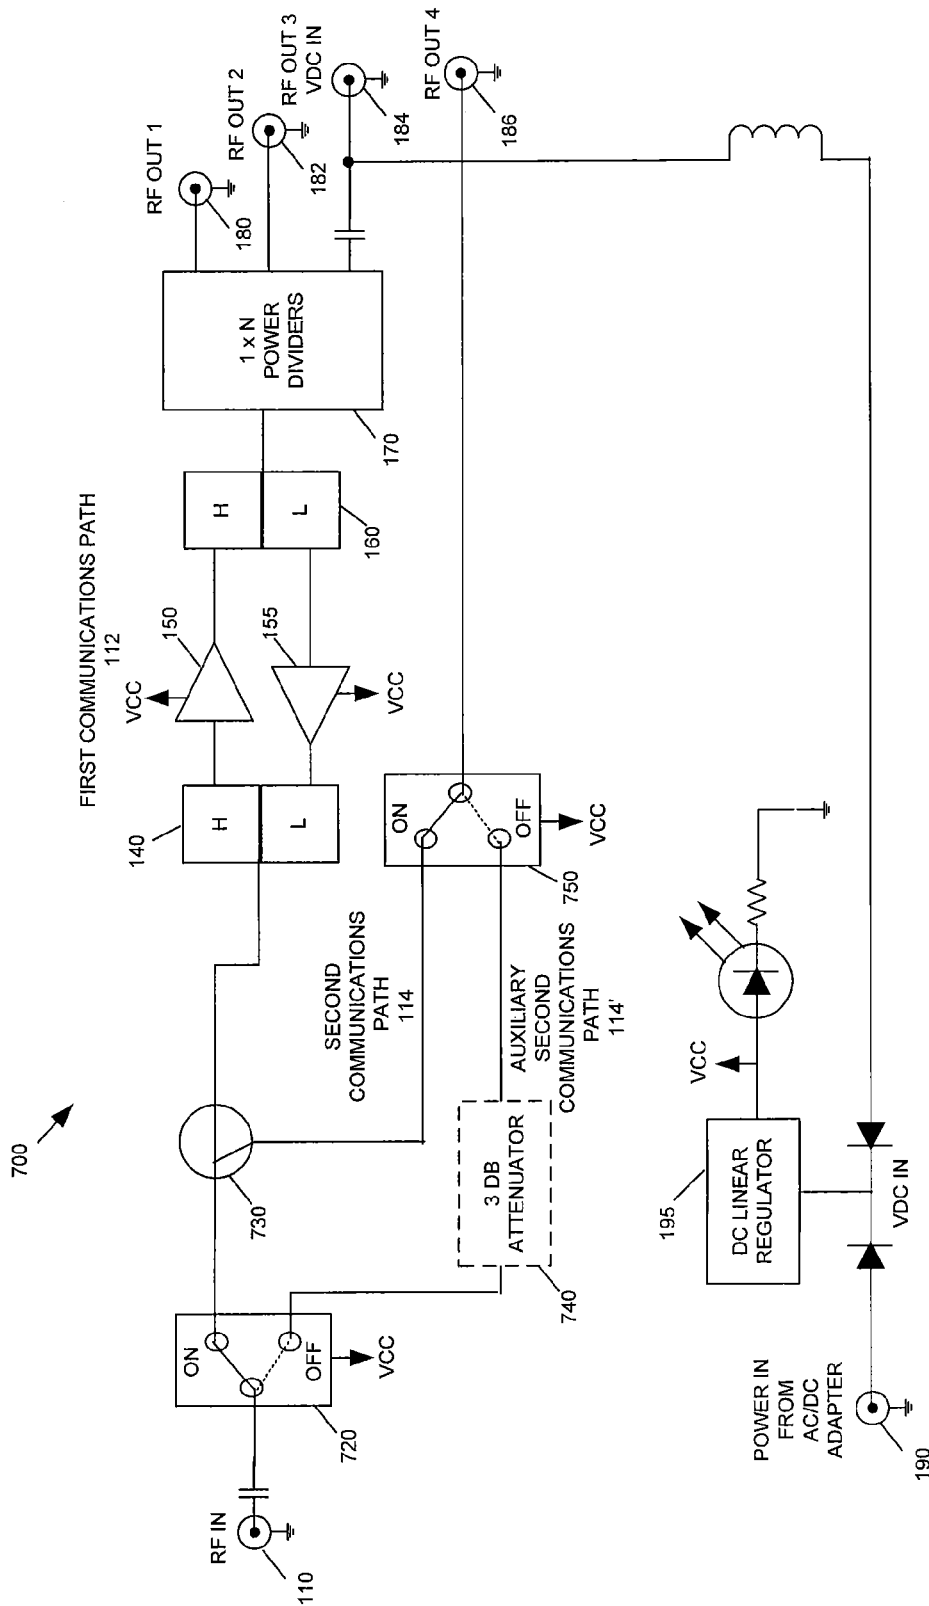 700
FIRST COMMUNICATIONS PATH
112
RF IN
110
ON
OFF
VCC
720
730
SECOND
COMMUNICATIONS
PATH
114
AUXILIARY
SECOND
COMMUNICATIONS
PATH
114'
3 DB
ATTENUATOR
740
140
H
L
VCC
150
155
VCC
H
L
160
ON
OFF
VCC
750
1 x N
POWER
DIVIDERS
170
RF OUT 1
180
RF OUT 2
182
RF OUT 3
VDC IN
184
RF OUT 4
186
195
DC LINEAR
REGULATOR
VCC
VDC IN
POWER IN
FROM
AC/DC
ADAPTER
190